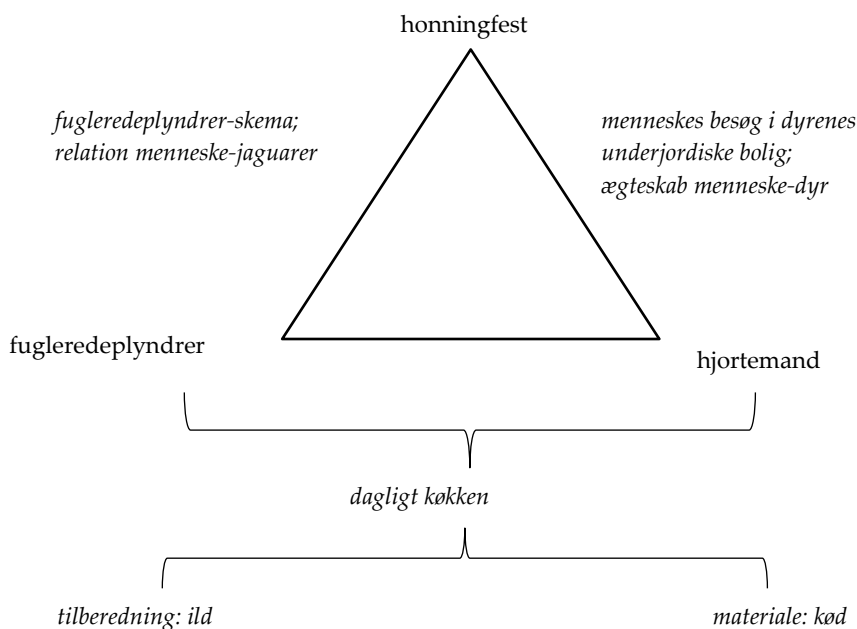 honningfest
fugleredeplyndrer-skema;
relation menneske-jaguarer
menneskes besøg i dyrenes
underjordiske bolig;
ægteskab menneske-dyr
fugleredeplyndrer
hjortemand
dagligt køkken
tilberedning: ild
materiale: kød